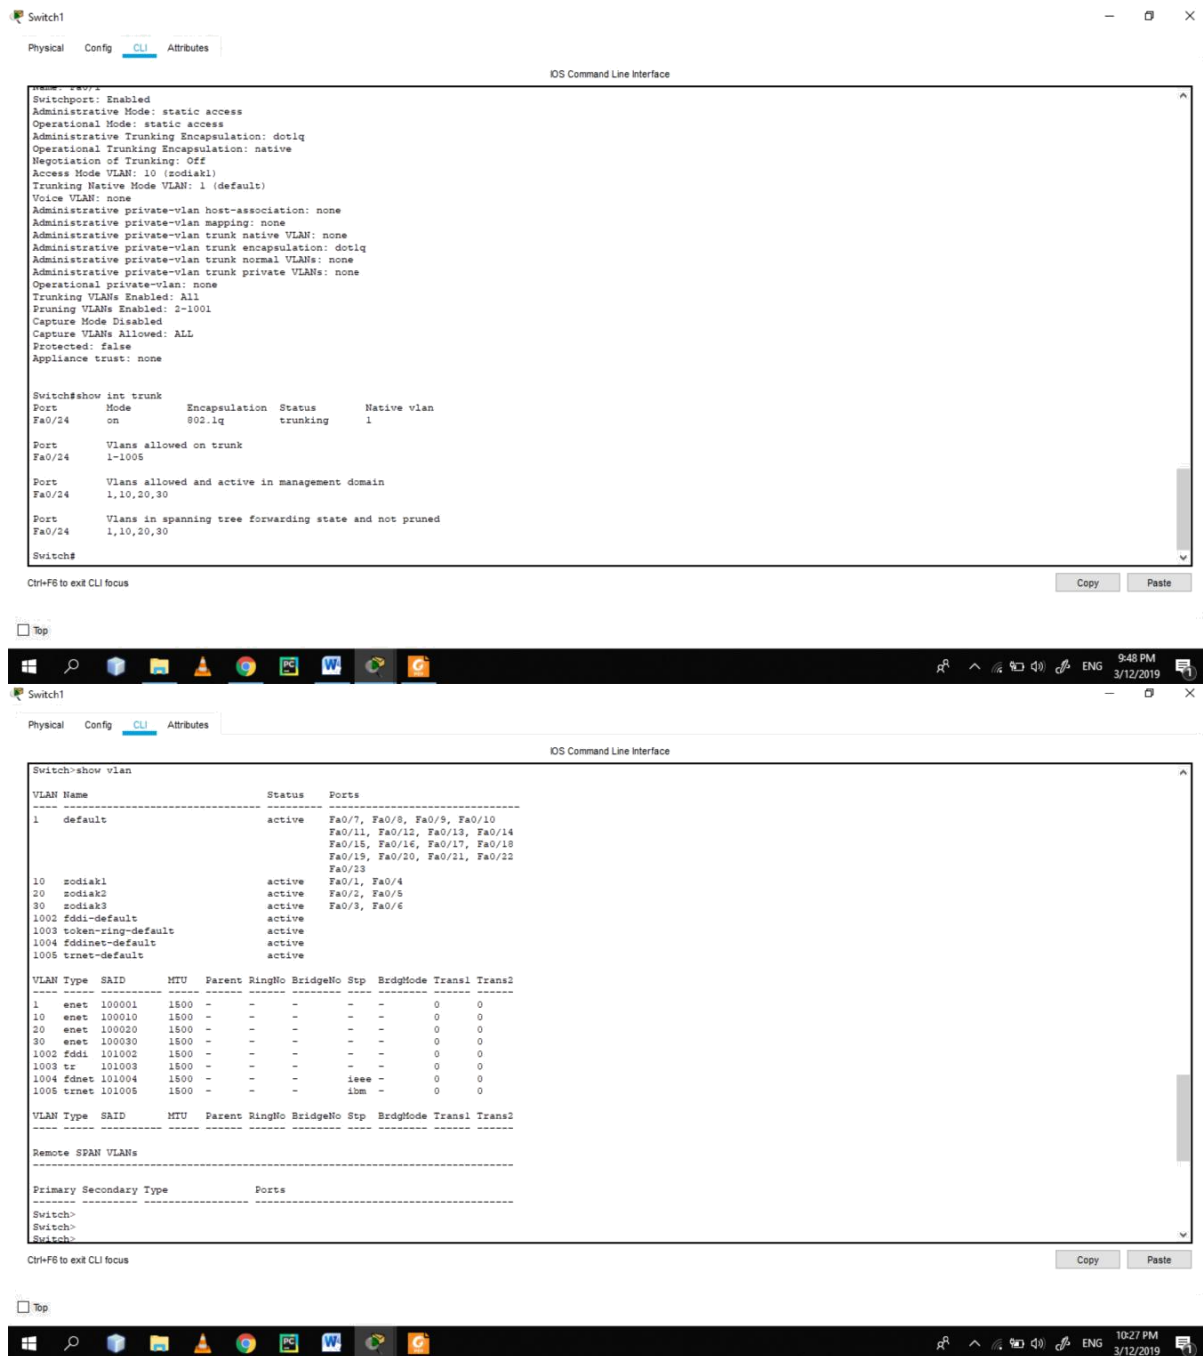 Switch1
Physical Config CLI Attributes
IOS Command Line Interface
Name: Fa0/1
Switchport: Enabled
Administrative Mode: static access
Operational Mode: static access
Administrative Trunking Encapsulation: dot1q
Operational Trunking Encapsulation: native
Negotiation of Trunking: Off
Access Mode VLAN: 10 (zodiak1)
Trunking Native Mode VLAN: 1 (default)
Voice VLAN: none
Administrative private-vlan host-association: none
Administrative private-vlan mapping: none
Administrative private-vlan trunk native VLAN: none
Administrative private-vlan trunk encapsulation: dot1q
Administrative private-vlan trunk normal VLANs: none
Administrative private-vlan trunk private VLANs: none
Operational private-vlan: none
Trunking VLANs Enabled: All
Pruning VLANs Enabled: 2-1001
Capture Mode Disabled
Capture VLANs Allowed: ALL
Protected: false
Appliance trust: none
Switch#show int trunk
Port Mode Encapsulation Status Native vlan
Fa0/24 on 802.1q trunking 1
Port Vlans allowed on trunk
Fa0/24 1-1005
Port Vlans allowed and active in management domain
Fa0/24 1,10,20,30
Port Vlans in spanning tree forwarding state and not pruned
Fa0/24 1,10,20,30
Switch#
Ctrl+F6 to exit CLI focus Copy Paste
Top
ENG 9:48 PM
3/12/2019
Switch1
Physical Config CLI Attributes
IOS Command Line Interface
Switch>show vlan
VLAN Name Status Ports
---- -------------------------------- --------- -------------------------------
1 default active Fa0/7, Fa0/8, Fa0/9, Fa0/10
Fa0/11, Fa0/12, Fa0/13, Fa0/14
Fa0/15, Fa0/16, Fa0/17, Fa0/18
Fa0/19, Fa0/20, Fa0/21, Fa0/22
Fa0/23
10 zodiak1 active Fa0/1, Fa0/4
20 zodiak2 active Fa0/2, Fa0/5
30 zodiak3 active Fa0/3, Fa0/6
1002 fddi-default active
1003 token-ring-default active
1004 fddinet-default active
1005 trnet-default active
VLAN Type SAID MTU Parent RingNo BridgeNo Stp BrdgMode Trans1 Trans2
---- ----- ---------- ----- ------ ------ -------- ---- -------- ------ ------
1 enet 100001 1500 - - - - - 0 0
10 enet 100010 1500 - - - - - 0 0
20 enet 100020 1500 - - - - - 0 0
30 enet 100030 1500 - - - - - 0 0
1002 fddi 101002 1500 - - - - - 0 0
1003 tr 101003 1500 - - - - - 0 0
1004 fdnet 101004 1500 - - - ieee - 0 0
1005 trnet 101005 1500 - - - ibm - 0 0
VLAN Type SAID MTU Parent RingNo BridgeNo Stp BrdgMode Trans1 Trans2
---- ----- ---------- ----- ------ ------ -------- ---- -------- ------ ------
Remote SPAN VLANs
------------------------------------------------------------------------------
Primary Secondary Type Ports
------- --------- ----------------- ------------------------------------------
Switch>
Switch>
Switch>
Ctrl+F6 to exit CLI focus Copy Paste
Top
ENG 10:27 PM
3/12/2019